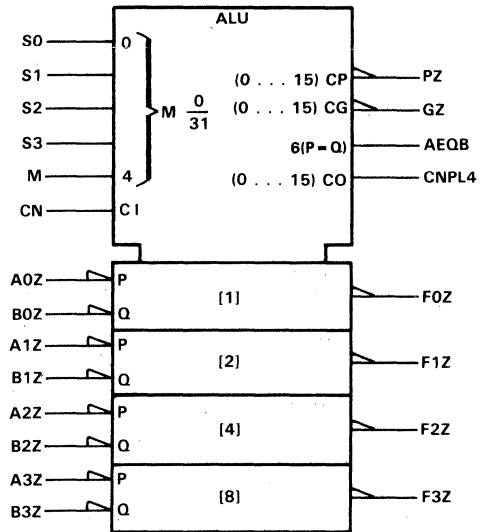 ALU
S0 0
S1 (0 . . . 15) CP PZ
S2 M 0/31 (0 . . . 15) CG GZ
S3 6(P = Q) AEQB
M 4 (0 . . . 15) CO CNPL4
CN CI
A0Z P
[1] F0Z
B0Z Q
A1Z P
[2] F1Z
B1Z Q
A2Z P
[4] F2Z
B2Z Q
A3Z P
[8] F3Z
B3Z Q